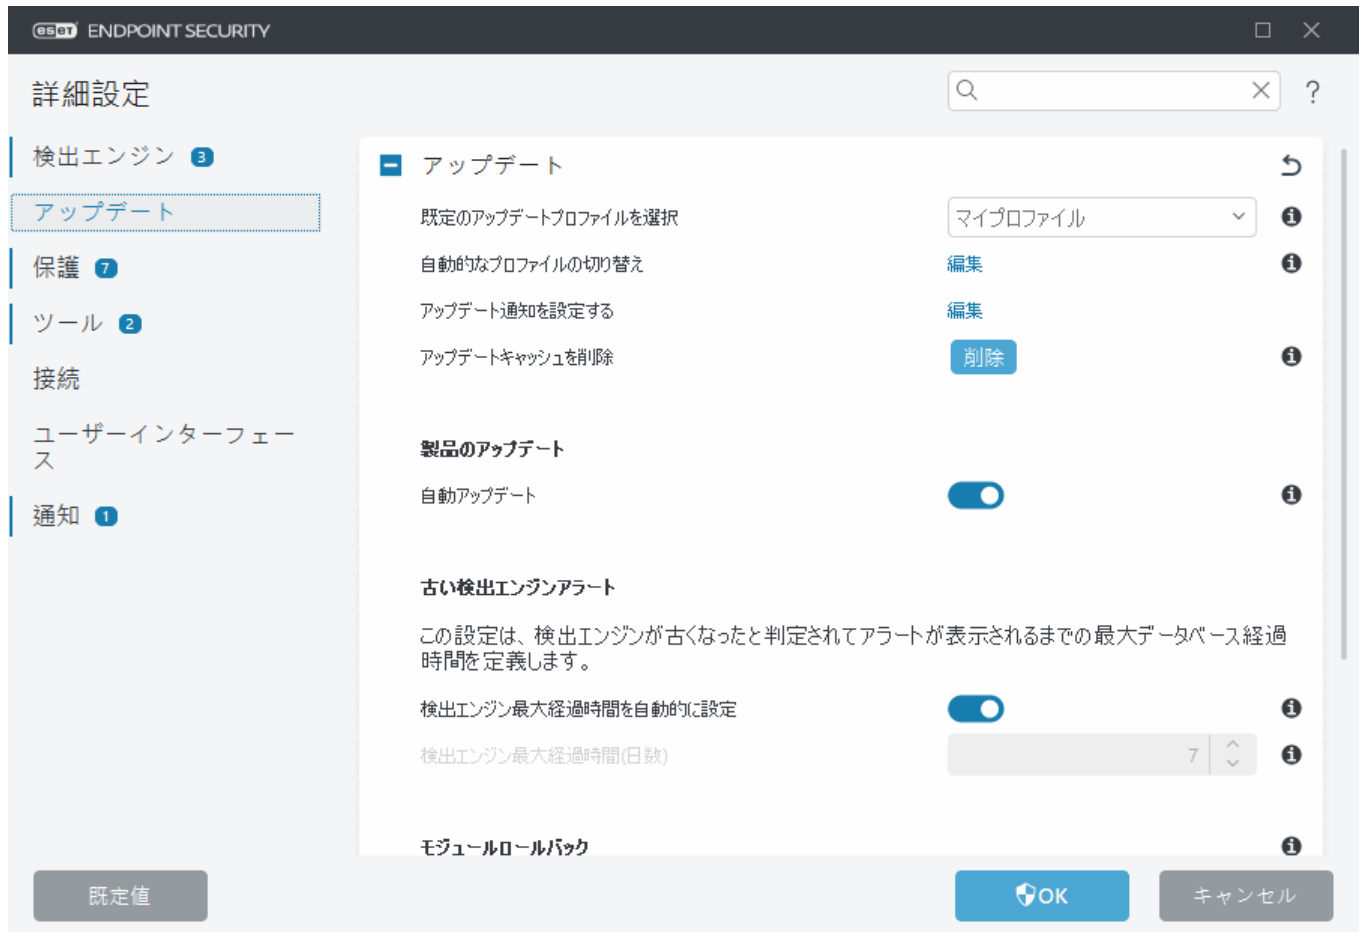 eset ENDPOINT SECURITY
詳細設定
?
検出エンジン 3
アップデート
保護 7
ツール 2
接続
ユーザーインターフェー
ス
通知 1
アップデート
既定のアップデートプロファイルを選択 マイプロファイル
自動的なプロファイルの切り替え 編集
アップデート通知を設定する 編集
アップデートキャッシュを削除 削除
製品のアップデート
自動アップデート
古い検出エンジンアラート
この設定は、検出エンジンが古くなったと判定されてアラートが表示されるまでの最大データベース経過
時間を定義します。
検出エンジン最大経過時間を自動的に設定
検出エンジン最大経過時間(日数) 7
モジュールロールバック
既定値
OK
キャンセル